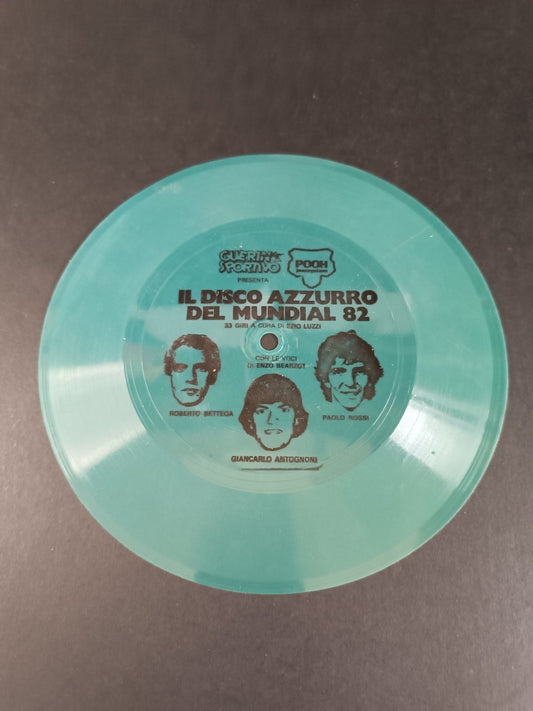 GUERIN SPORTIVO
POOH
PRESENTA
IL DISCO AZZURRO
DEL MUNDIAL 82
33 GIRI A CURA DI EZIO LUZZI
CON LE VOCI
DI ENZO BEARZOT
ROBERTO BETTEGA
PAOLO ROSSI
GIANCARLO ANTOGNONI